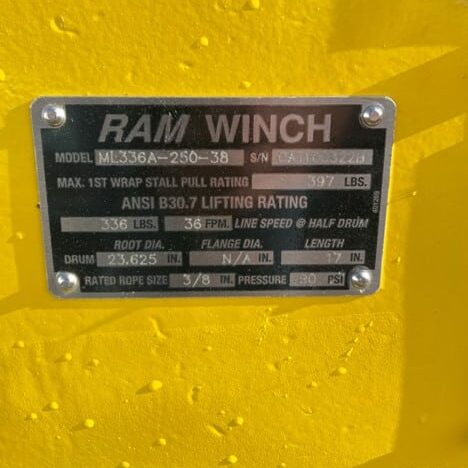 RAM WINCH
MODEL ML336A-250-38 S/N
MAX. 1ST WRAP STALL PULL RATING 397 LBS.
ANSI B30.7 LIFTING RATING
336 LBS. 36 FPM. LINE SPEED @ HALF DRUM
ROOT DIA. FLANGE DIA. LENGTH
DRUM 23.625 IN. N/A IN. 17 IN.
RATED ROPE SIZE 3/8 IN. PRESSURE PSI